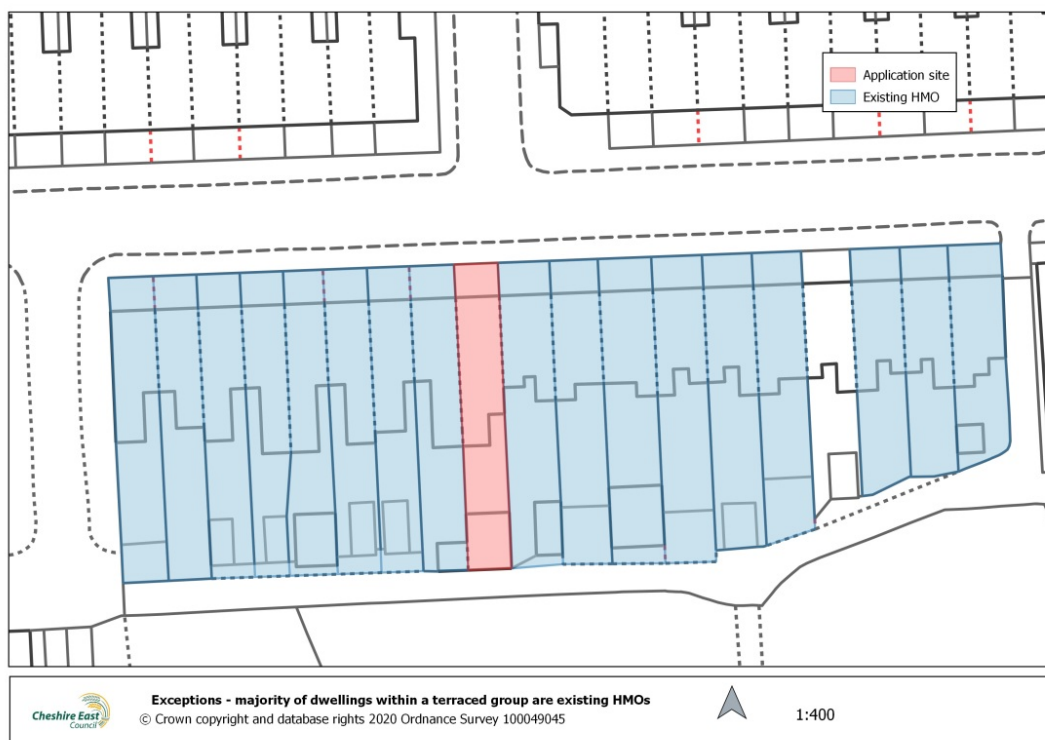 Application site
Existing HMO
Cheshire East
Council
Exceptions - majority of dwellings within a terraced group are existing HMOs
© Crown copyright and database rights 2020 Ordnance Survey 100049045
1:400